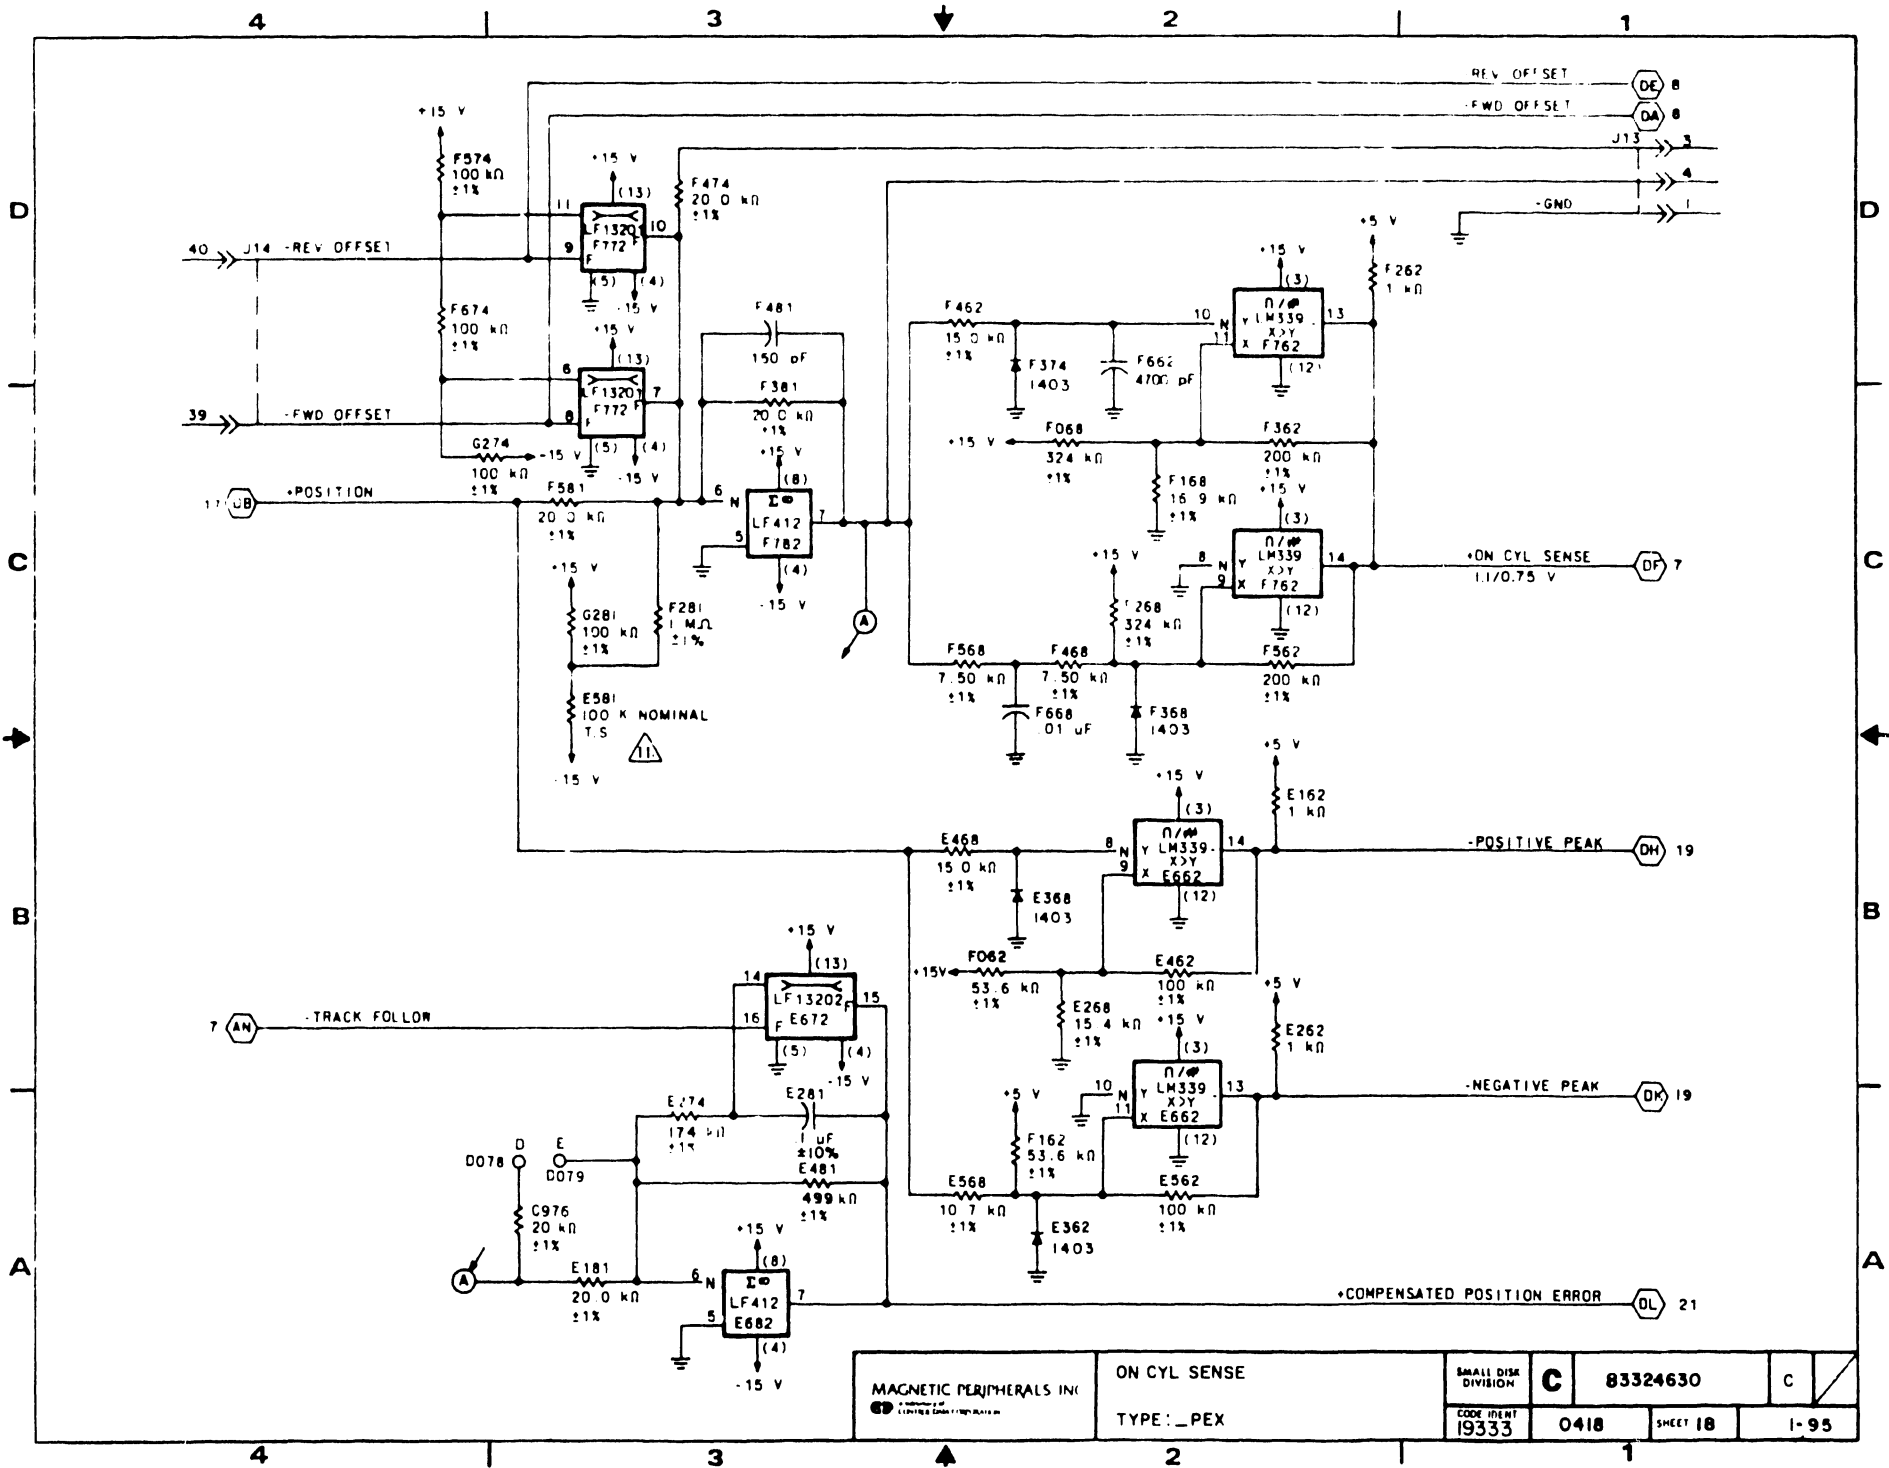 4
3
2
1
D
C
B
A
REV OFFSET
DE 8
-FWD OFFSET
DA 8
J13
3
4
-GND
1
+15 V
F574
100 kΩ
±1%
+15 V
(13)
11
LF13201
F772
F
10
9
F
(5)
(4)
-15 V
F474
20.0 kΩ
±1%
40
J14
-REV OFFSET
F674
100 kΩ
±1%
+15 V
(13)
6
LF13201
F772
F
7
8
F
(5)
(4)
-15 V
39
-FWD OFFSET
G274
100 kΩ
±1%
-15 V
F481
150 pF
F381
20.0 kΩ
±1%
17
+POSITION
F581
20.0 kΩ
±1%
+15 V
(8)
6
N
Σ∞
LF412
F782
7
5
(4)
-15 V
A
+15 V
G281
100 kΩ
±1%
F281
1 MΩ
±1%
E581
100 K NOMINAL
T.S
11
-15 V
F462
15.0 kΩ
±1%
F374
1403
F662
4700 pF
+15 V
(3)
10
N
11
Y
LM339
X>Y
X
F762
13
(12)
+5 V
F262
1 kΩ
+15 V
F068
324 kΩ
±1%
F168
16.9 kΩ
±1%
F362
200 kΩ
±1%
+15 V
(3)
8
N
9
Y
LM339
X>Y
X
F762
14
(12)
+ON CYL SENSE
1.1/0.75 V
DF 7
+15 V
F268
324 kΩ
±1%
F568
7.50 kΩ
±1%
F468
7.50 kΩ
±1%
F562
200 kΩ
±1%
F668
.01 uF
F368
1403
+5 V
E162
1 kΩ
+15 V
(3)
E468
15.0 kΩ
±1%
8
N
9
Y
LM339
X>Y
X
E662
14
(12)
-POSITIVE PEAK
DH 19
E368
1403
+15V
F062
53.6 kΩ
±1%
E268
15.4 kΩ
±1%
E462
100 kΩ
±1%
+5 V
E262
1 kΩ
+15 V
(13)
14
LF13202
E672
F
15
16
F
(5)
(4)
-15 V
7 AN
-TRACK FOLLOW
+15 V
(3)
10
N
11
Y
LM339
X>Y
X
E662
13
(12)
-NEGATIVE PEAK
DK 19
E274
174 kΩ
E281
.1 uF
±10%
E481
499 kΩ
±1%
D
E
D078
D079
C976
20 kΩ
±1%
+5 V
F162
53.6 kΩ
±1%
E568
10.7 kΩ
±1%
E562
100 kΩ
±1%
E362
1403
A
E181
20.0 kΩ
±1%
+15 V
(8)
6
N
Σ∞
LF412
E682
7
5
(4)
-15 V
+COMPENSATED POSITION ERROR
DL 21
MAGNETIC PERIPHERALS INC
ON CYL SENSE
TYPE: _PEX
SMALL DISK
DIVISION
C
83324630
C
CODE IDENT
19333
0418
SHEET 18
1-95
D
C
B
A
4
3
2
1